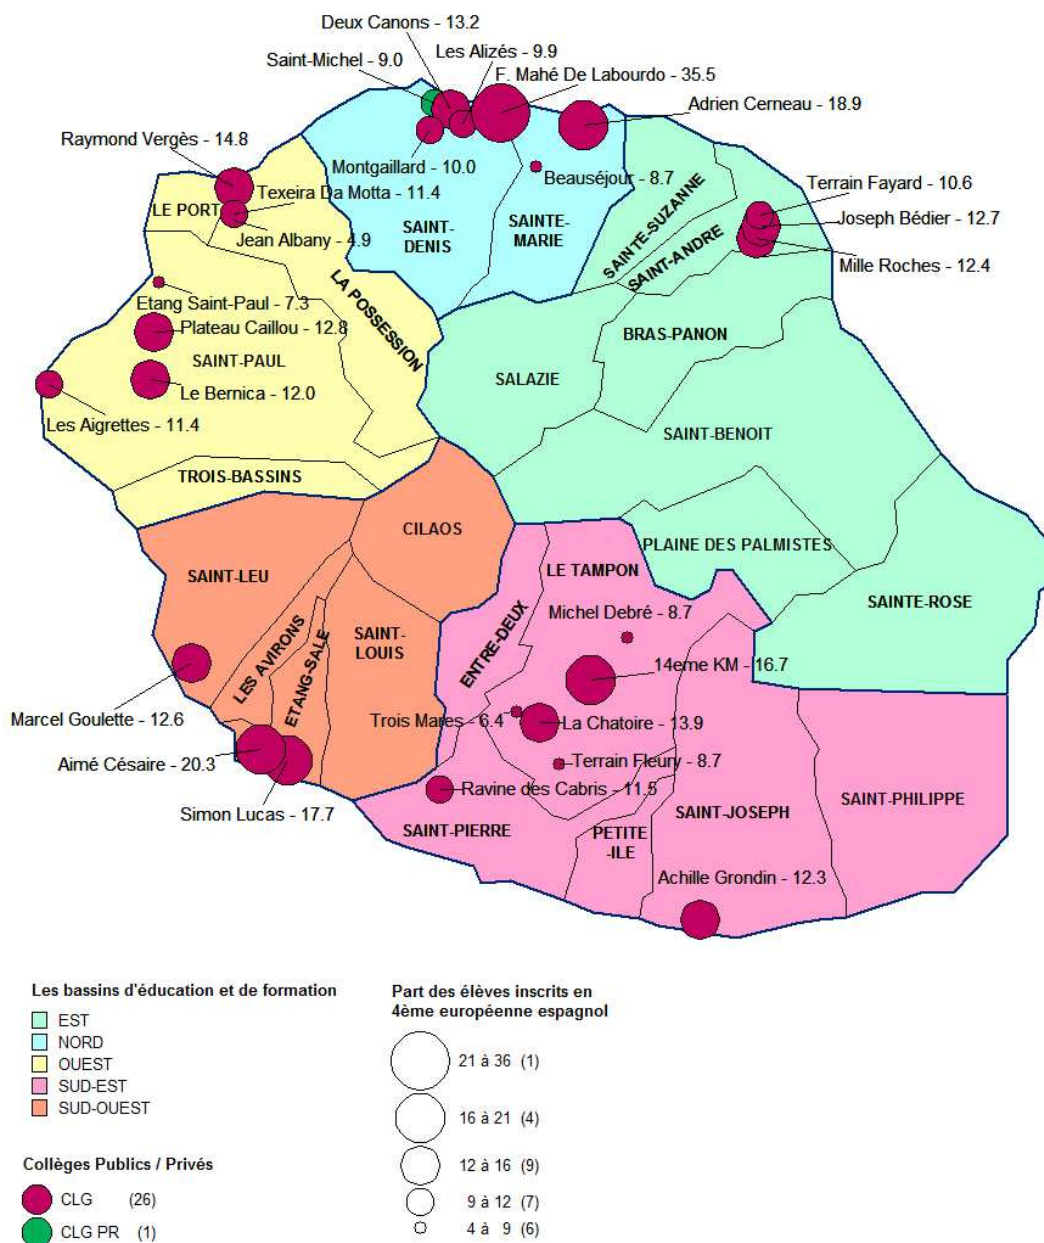 Deux Canons - 13.2
Les Alizés - 9.9
Saint-Michel - 9.0
F. Mahé De Labourdo - 35.5
Adrien Cerneau - 18.9
Raymond Vergès - 14.8
Montgaillard - 10.0
Beauséjour - 8.7
Terrain Fayard - 10.6
Texeira Da Motta - 11.4
LE PORT
Joseph Bédier - 12.7
SAINT-
DENIS
SAINTE-
MARIE
SAINTE-SUZANNE
SAINT-ANDRE
Jean Albany - 4.9
Mille Roches - 12.4
LA POSSESSION
Etang Saint-Paul - 7.3
Plateau Caillou - 12.8
BRAS-PANON
SAINT-PAUL
SALAZIE
Le Bernica - 12.0
Les Aigrettes - 11.4
SAINT-BENOIT
TROIS-BASSINS
CILAOS
PLAINE DES PALMISTES
SAINT-LEU
LE TAMPON
SAINTE-ROSE
Michel Debré - 8.7
LES AVIRONS
ETANG-SALE
SAINT-
LOUIS
ENTRE-DEUX
14eme KM - 16.7
Marcel Goulette - 12.6
Trois Mares - 6.4
La Chatoire - 13.9
Aimé Césaire - 20.3
Terrain Fleury - 8.7
Simon Lucas - 17.7
Ravine des Cabris - 11.5
SAINT-PHILIPPE
SAINT-JOSEPH
SAINT-PIERRE
PETITE
-ILE
Achille Grondin - 12.3
Les bassins d'éducation et de formation
EST
NORD
OUEST
SUD-EST
SUD-OUEST
Part des élèves inscrits en
4ème européenne espagnol
21 à 36 (1)
16 à 21 (4)
12 à 16 (9)
9 à 12 (7)
4 à 9 (6)
Collèges Publics / Privés
CLG (26)
CLG PR (1)